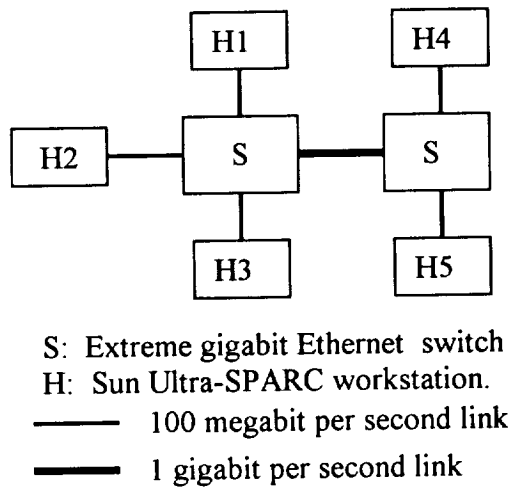 H1
H4
H2
S
S
H3
H5
S: Extreme gigabit Ethernet switch
H: Sun Ultra-SPARC workstation.
100 megabit per second link
1 gigabit per second link